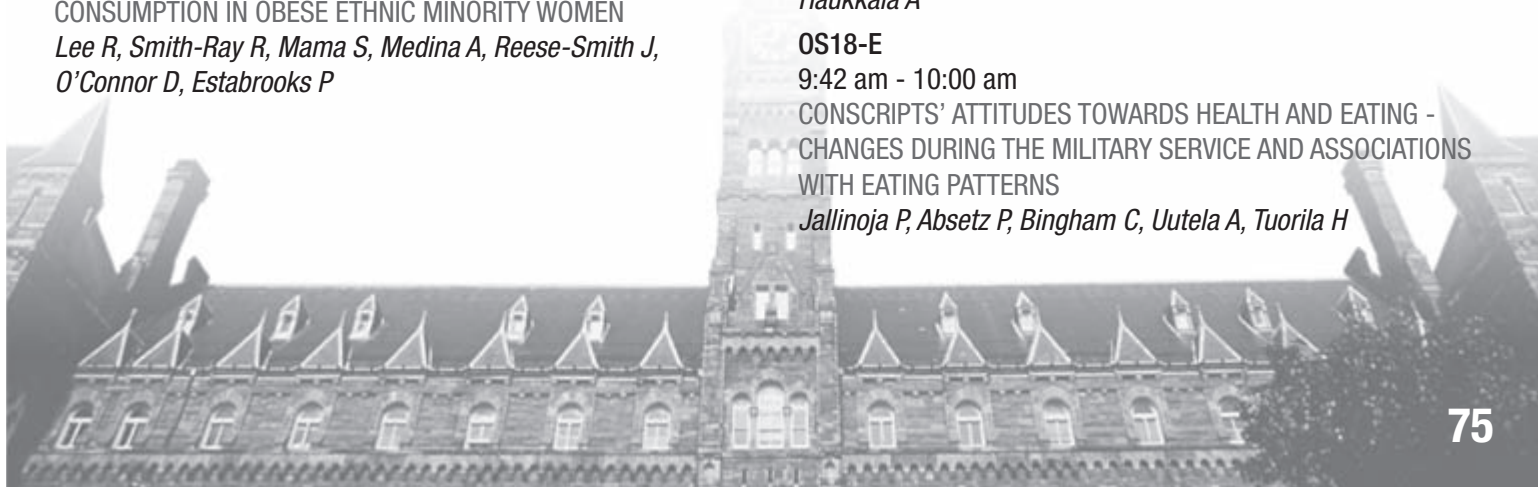 CONSUMPTION IN OBESE ETHNIC MINORITY WOMEN
Lee R, Smith-Ray R, Mama S, Medina A, Reese-Smith J,
O'Connor D, Estabrooks P
Haukkala A
OS18-E
9:42 am - 10:00 am
CONSCRIPTS' ATTITUDES TOWARDS HEALTH AND EATING -
CHANGES DURING THE MILITARY SERVICE AND ASSOCIATIONS
WITH EATING PATTERNS
Jallinoja P, Absetz P, Bingham C, Uutela A, Tuorila H
75